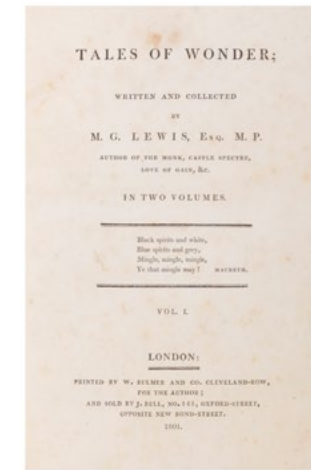 TALES OF WONDER;
WRITTEN AND COLLECTED
BY
M. G. LEWIS, Esq. M. P.
AUTHOR OF THE MONK, CASTLE SPECTRE,
LOVE OF GAIN, &c.
IN TWO VOLUMES.
Black spirits and white,
Blue spirits and grey,
Mingle, mingle, mingle,
Ye that mingle may! MACBETH.
VOL. I.
LONDON:
PRINTED BY W. BULMER AND CO. CLEVELAND-ROW,
FOR THE AUTHOR;
AND SOLD BY J. BELL, NO. 148, OXFORD-STREET,
OPPOSITE NEW BOND-STREET.
1801.